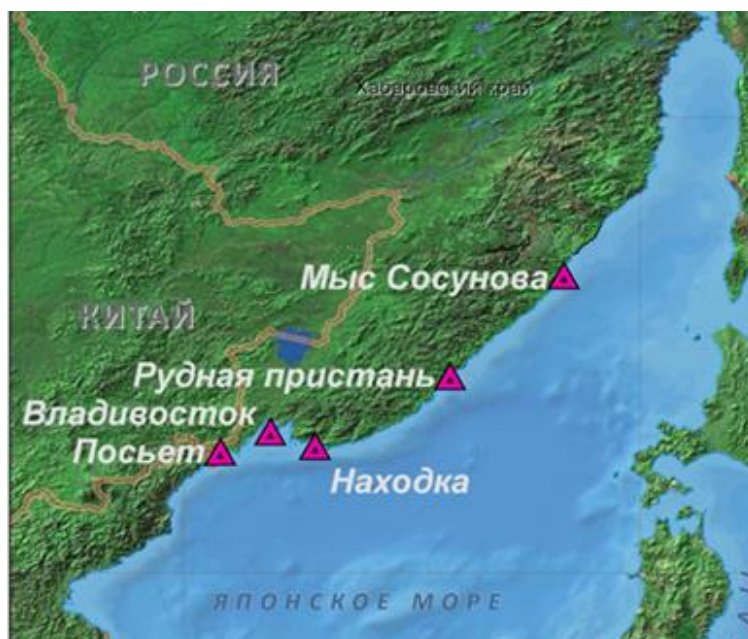 РОССИЯ
Хабаровский край
Мыс Сосунова
КИТАЙ
Рудная пристань
Владивосток
Посьет
Находка
ЯПОНСКОЕ МОРЕ